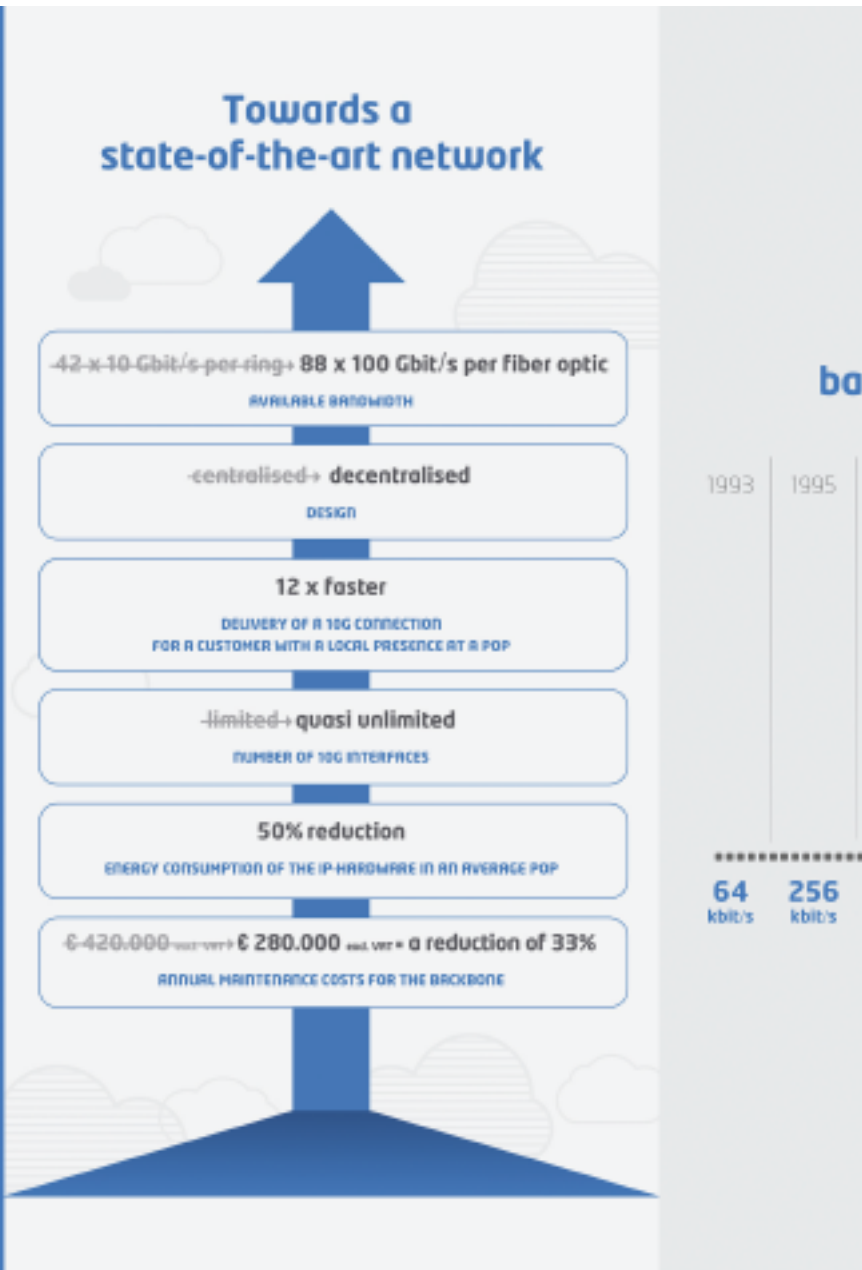 Towards a
state-of-the-art network
42 x 10 Gbit/s per ring → 88 x 100 Gbit/s per fiber optic
AVAILABLE BANDWIDTH
centralised → decentralised
DESIGN
12 x faster
DELIVERY OF A 10G CONNECTION
FOR A CUSTOMER WITH A LOCAL PRESENCE AT A POP
limited → quasi unlimited
NUMBER OF 10G INTERFACES
50% reduction
ENERGY CONSUMPTION OF THE IP-HARDWARE IN AN AVERAGE POP
€ 420.000 excl. VAT → € 280.000 excl. VAT = a reduction of 33%
ANNUAL MAINTENANCE COSTS FOR THE BACKBONE
ba
1993 1995
64 256
kbit/s kbit/s